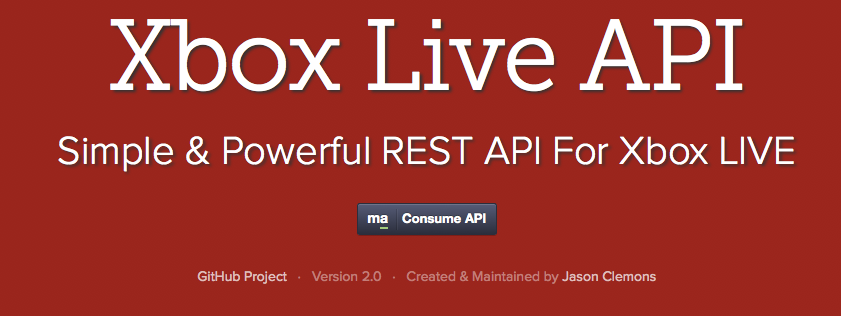 Xbox Live API
Simple & Powerful REST API For Xbox LIVE
ma Consume API
GitHub Project · Version 2.0 · Created & Maintained by Jason Clemons